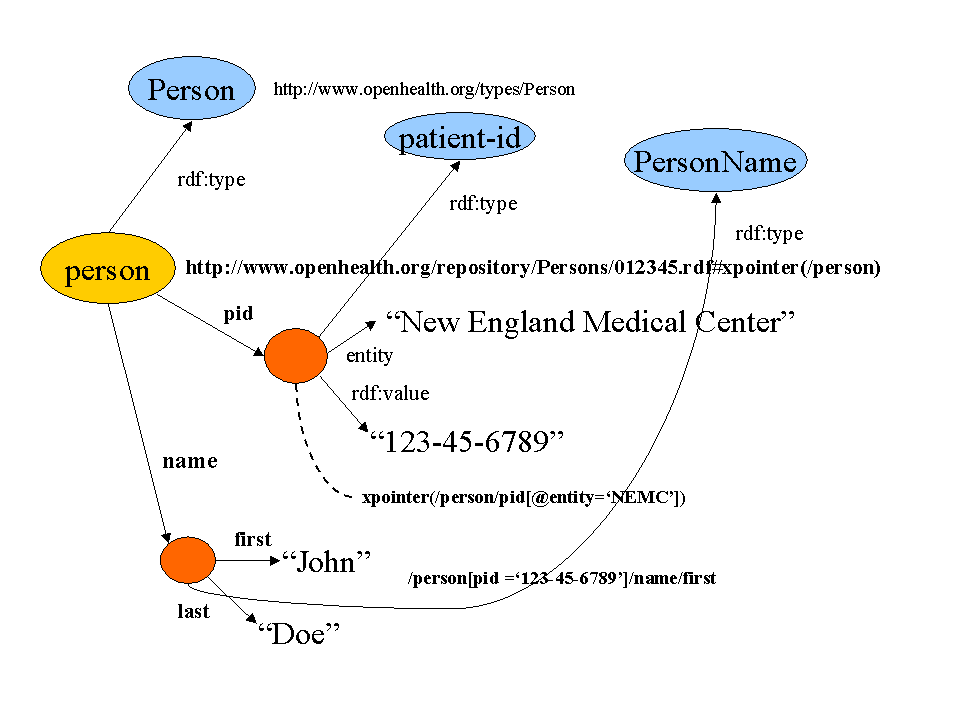 Person
http://www.openhealth.org/types/Person
patient-id
PersonName
rdf:type
rdf:type
rdf:type
person
http://www.openhealth.org/repository/Persons/012345.rdf#xpointer(/person)
pid
“New England Medical Center”
entity
rdf:value
“123-45-6789”
name
xpointer(/person/pid[@entity=‘NEMC’])
first
“John”
/person[pid =‘123-45-6789’]/name/first
last
“Doe”